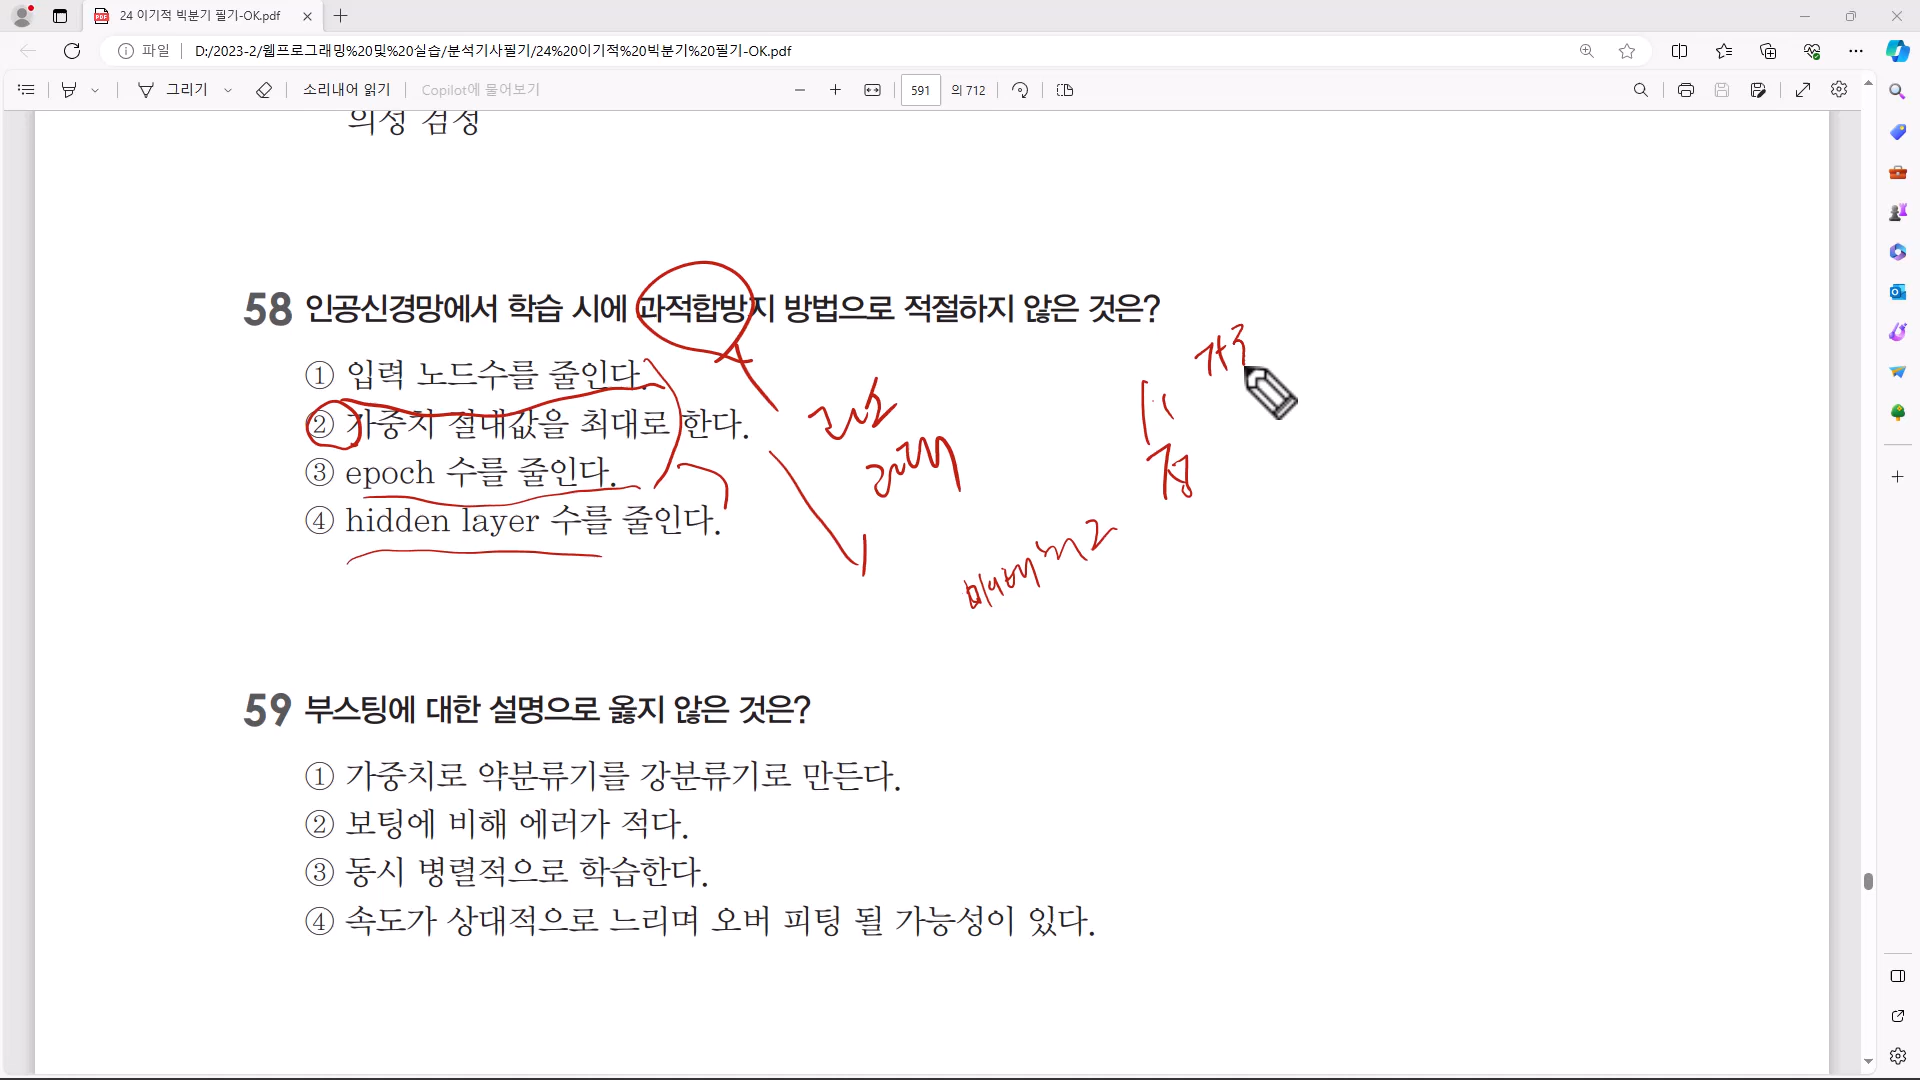 24 이기적 빅분기 필기-OK.pdf
파일
D:/2023-2/웹프로그래밍%20및%20실습/분석기사필기/24%20이기적%20빅분기%20필기-OK.pdf
그리기
소리내어 읽기
Copilot에 물어보기
591 의 712
의성 검정
58 인공신경망에서 학습 시에 과적합방지 방법으로 적절하지 않은 것은?
① 입력 노드수를 줄인다.
② 가중치 절대값을 최대로 한다.
③ epoch 수를 줄인다.
④ hidden layer 수를 줄인다.
59 부스팅에 대한 설명으로 옳지 않은 것은?
① 가중치로 약분류기를 강분류기로 만든다.
② 보팅에 비해 에러가 적다.
③ 동시 병렬적으로 학습한다.
④ 속도가 상대적으로 느리며 오버 피팅 될 가능성이 있다.